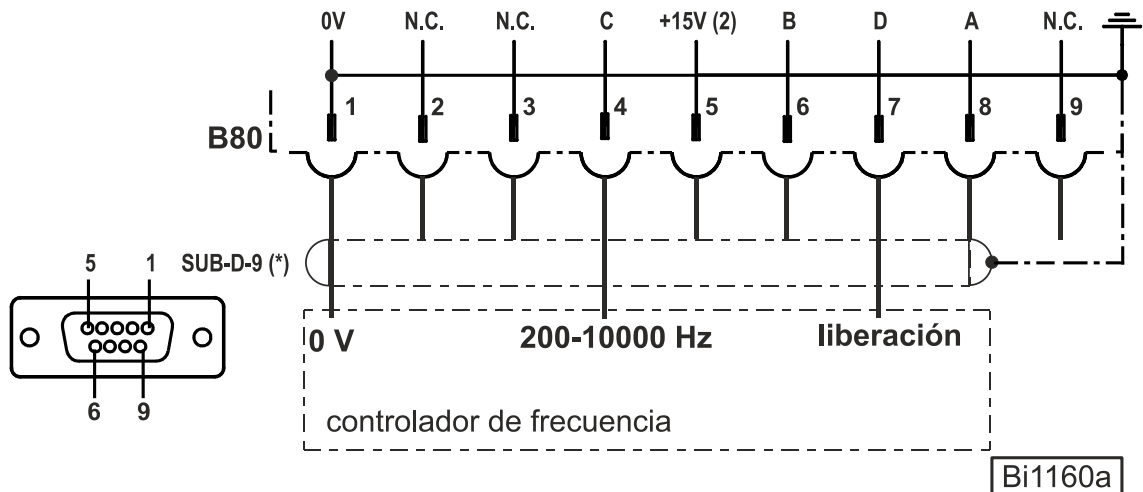 0V N.C. N.C. C +15V (2) B D A N.C.
1 2 3 4 5 6 7 8 9
B80
5 1 SUB-D-9 (*)
0 V 200-10000 Hz liberación
6 9
controlador de frecuencia
Bi1160a